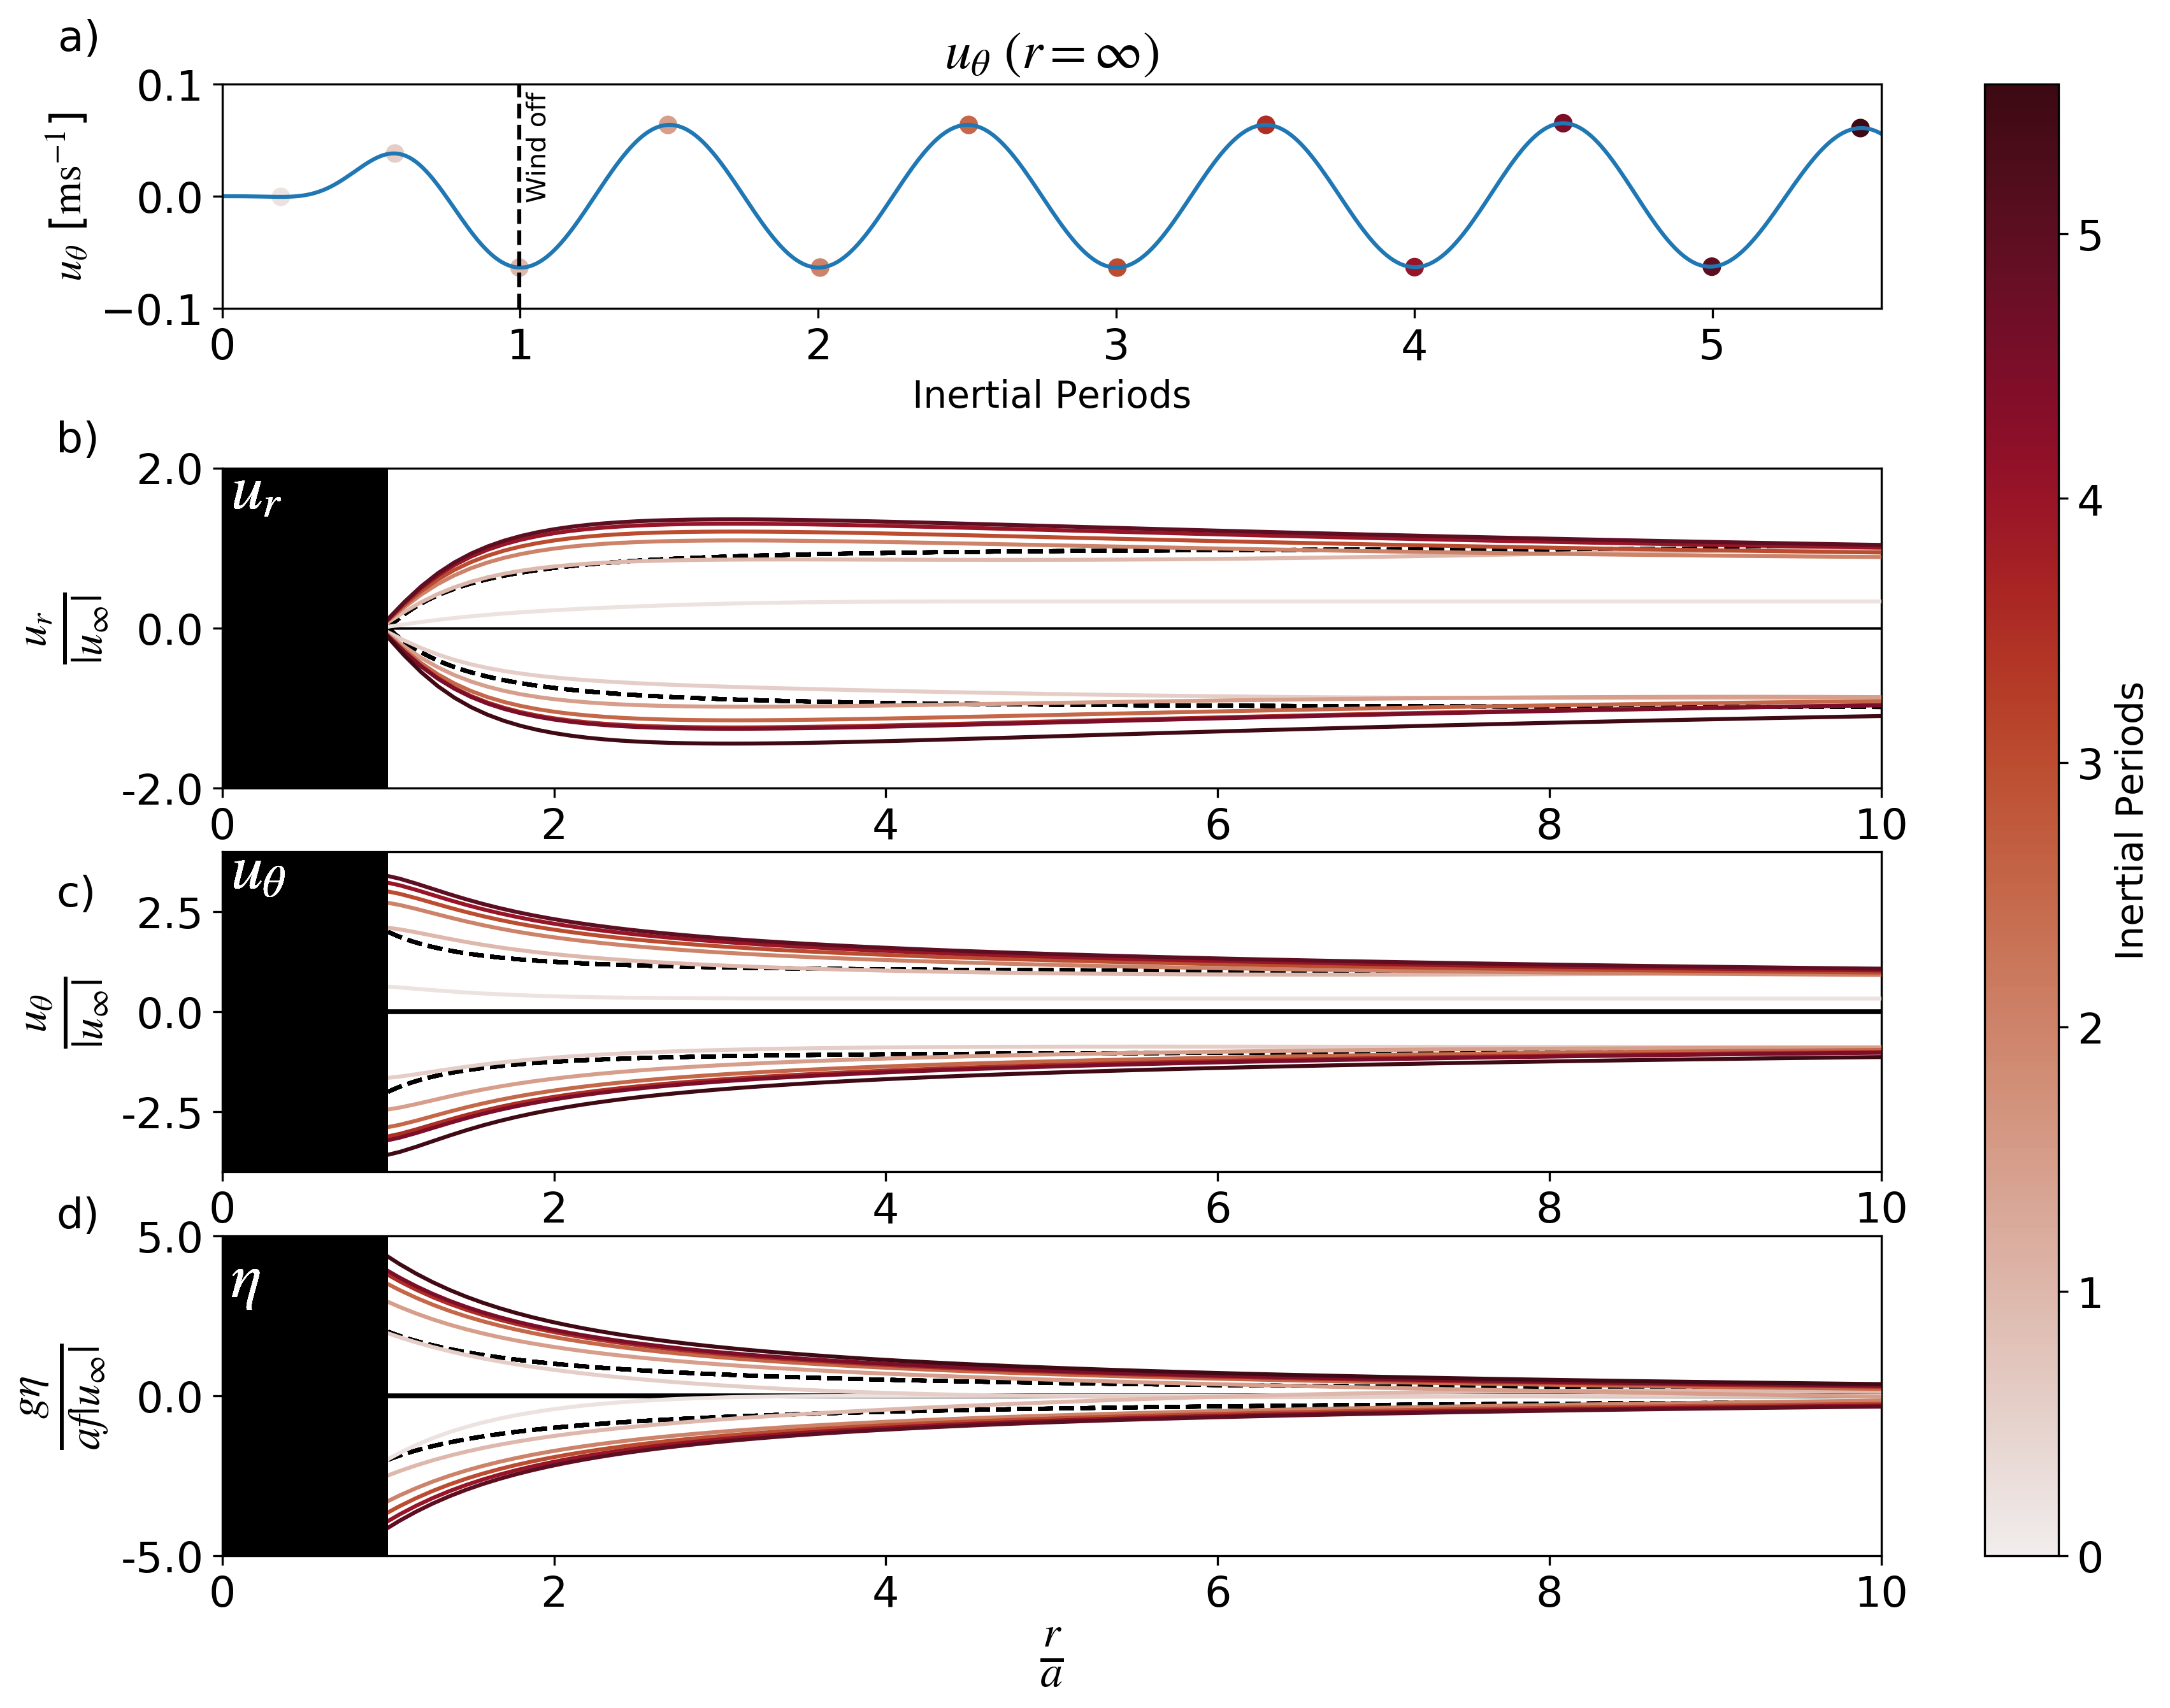 a)
u_θ (r = ∞)
u_θ [ms⁻¹]
0.1
0.0
−0.1
Wind off
0 1 2 3 4 5
Inertial Periods
b)
u_r
u_r / |u_∞|
2.0
0.0
-2.0
0 2 4 6 8 10
c)
u_θ
u_θ / |u_∞|
2.5
0.0
-2.5
0 2 4 6 8 10
d)
η
gη / af|u_∞|
5.0
0.0
-5.0
0 2 4 6 8 10
r / a
5
4
3
2
1
0
Inertial Periods